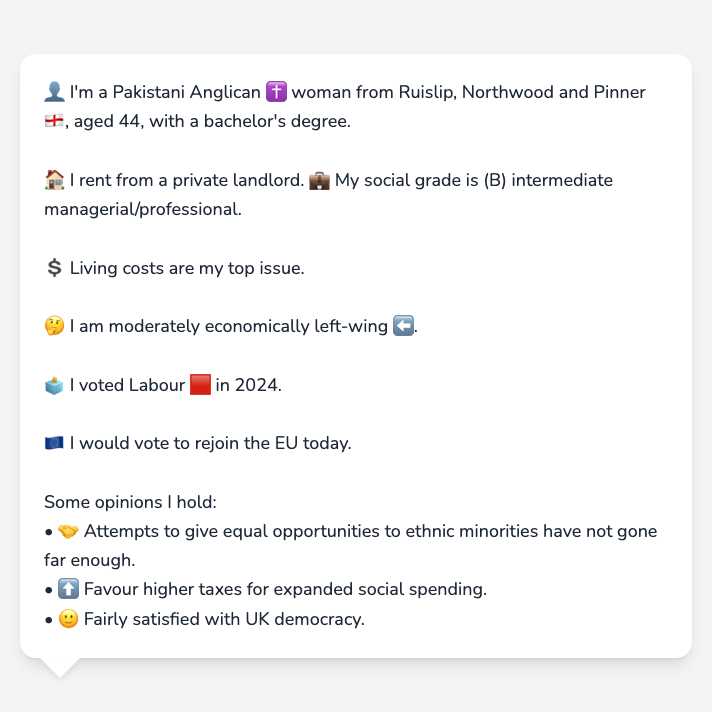 👤 I'm a Pakistani Anglican ✝️ woman from Ruislip, Northwood and Pinner
🏴󠁧󠁢󠁥󠁮󠁧󠁿, aged 44, with a bachelor's degree.
🏠 I rent from a private landlord. 💼 My social grade is (B) intermediate
managerial/professional.
💲 Living costs are my top issue.
🤔 I am moderately economically left-wing ⬅️.
🗳️ I voted Labour 🟥 in 2024.
🇪🇺 I would vote to rejoin the EU today.
Some opinions I hold:
• 🤝 Attempts to give equal opportunities to ethnic minorities have not gone
far enough.
• ⬆️ Favour higher taxes for expanded social spending.
• 🙂 Fairly satisfied with UK democracy.